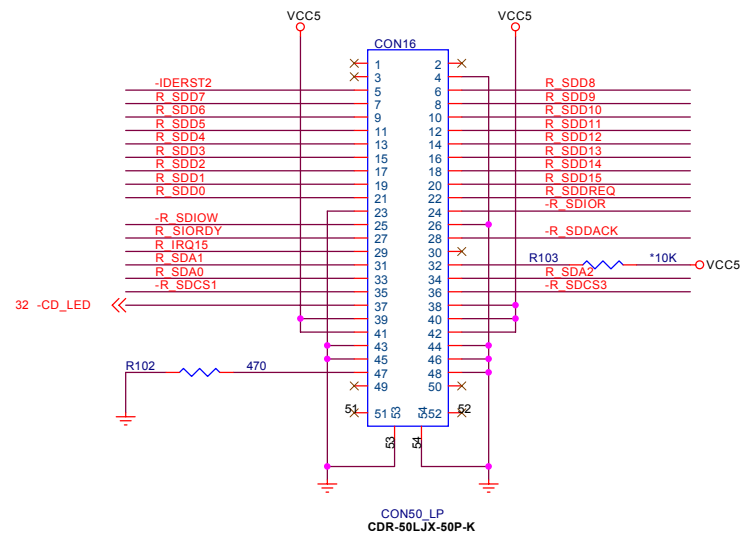 VCC5 VCC5
CON16
1 2
3 4
-IDERST2 5 6 R_SDD8
R_SDD7 7 8 R_SDD9
R_SDD6 9 10 R_SDD10
R_SDD5 11 12 R_SDD11
R_SDD4 13 14 R_SDD12
R_SDD3 15 16 R_SDD13
R_SDD2 17 18 R_SDD14
R_SDD1 19 20 R_SDD15
R_SDD0 21 22 R_SDDREQ
23 24 -R_SDIOR
-R_SDIOW 25 26
R_SIORDY 27 28 -R_SDDACK
R_IRQ15 29 30
R_SDA1 31 32 R103 *10K VCC5
R_SDA0 33 34 R_SDA2
-R_SDCS1 35 36 -R_SDCS3
32 -CD_LED 37 38
39 40
41 42
43 44
45 46
R102 470 47 48
49 50
51 51 53 54 52 52
53 54
CON50_LP
CDR-50LJX-50P-K